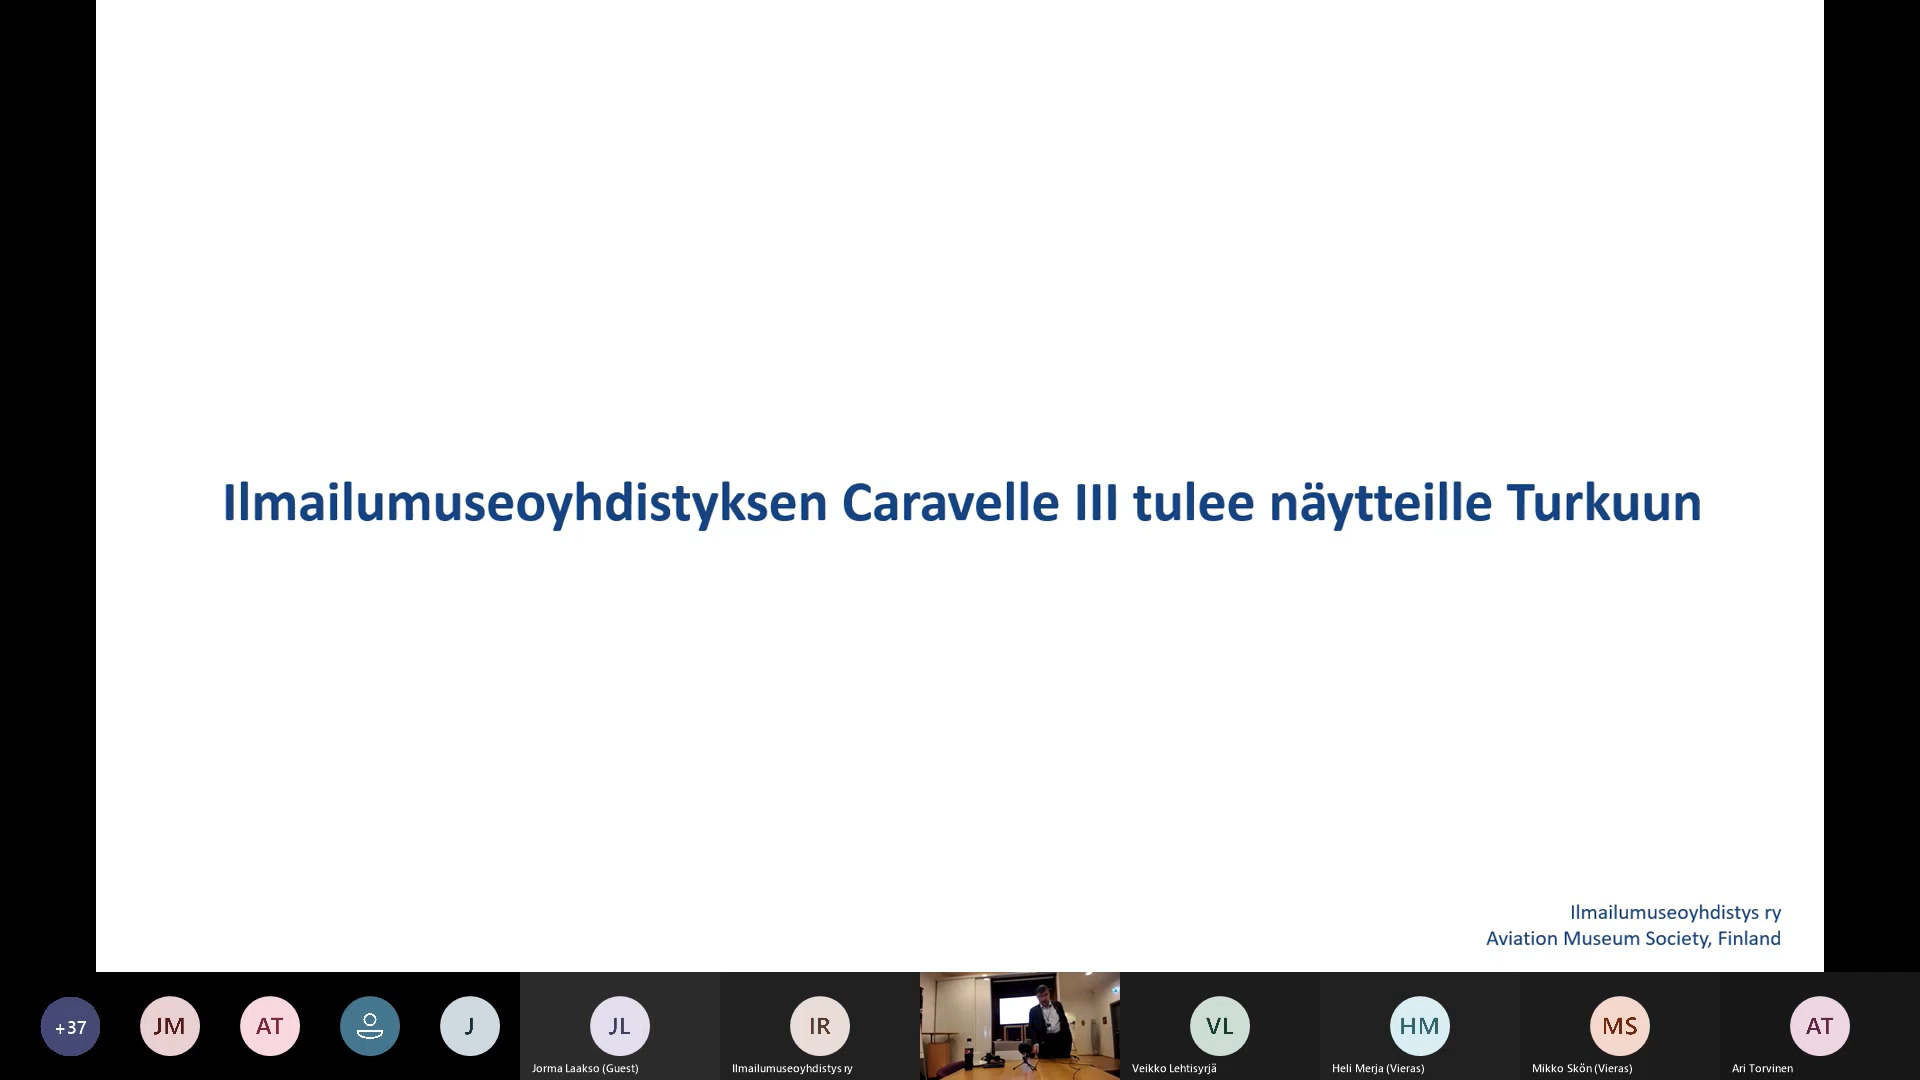 Ilmailumuseoyhdistyksen Caravelle III tulee näytteille Turkuun
Ilmailumuseoyhdistys ry
Aviation Museum Society, Finland
+37
JM
AT
J
JL
IR
VL
HM
MS
AT
Jorma Laakso (Guest)
Ilmailumuseoyhdistys ry
Veikko Lehtisyrjä
Heli Merja (Vieras)
Mikko Skön (Vieras)
Ari Torvinen